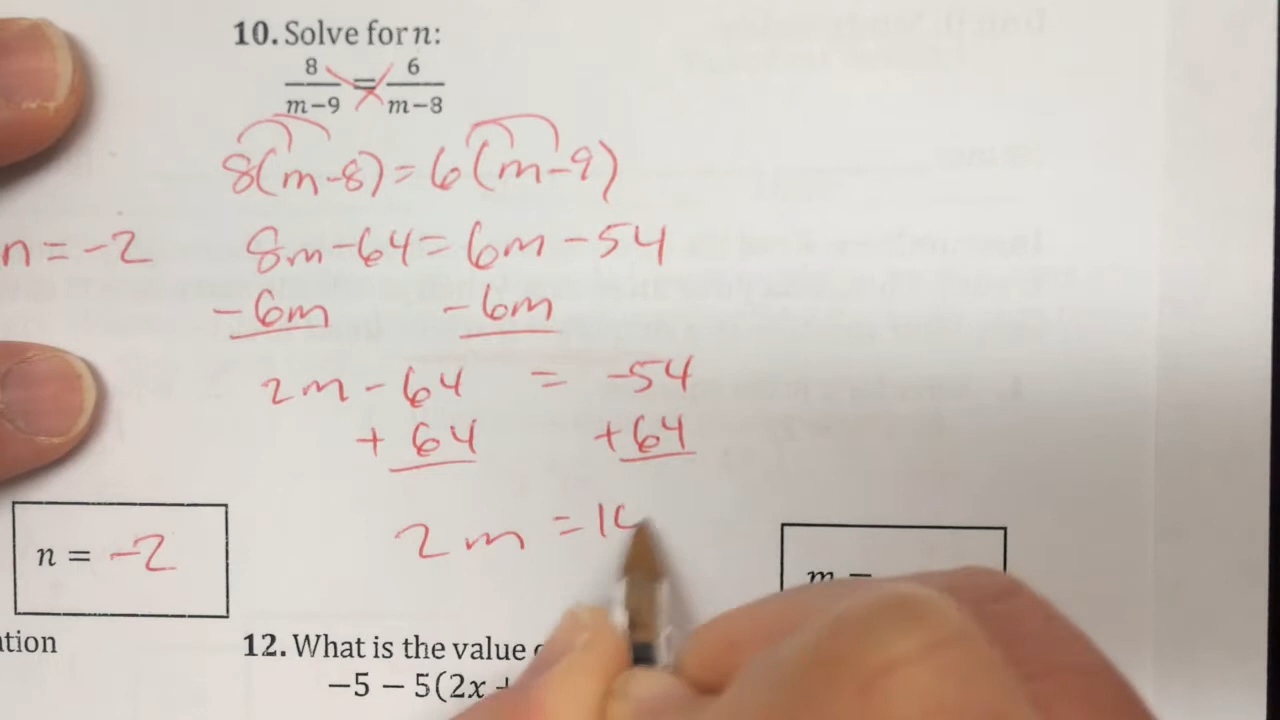 10. Solve for n:
8/(m−9) = 6/(m−8)
8(m-8) = 6(m-9)
n = -2
8m - 64 = 6m - 54
- 6m - 6m
2m - 64 = -54
+ 64 +64
2m = 1
n = -2
m =
ation
12. What is the value
−5 − 5(2x +